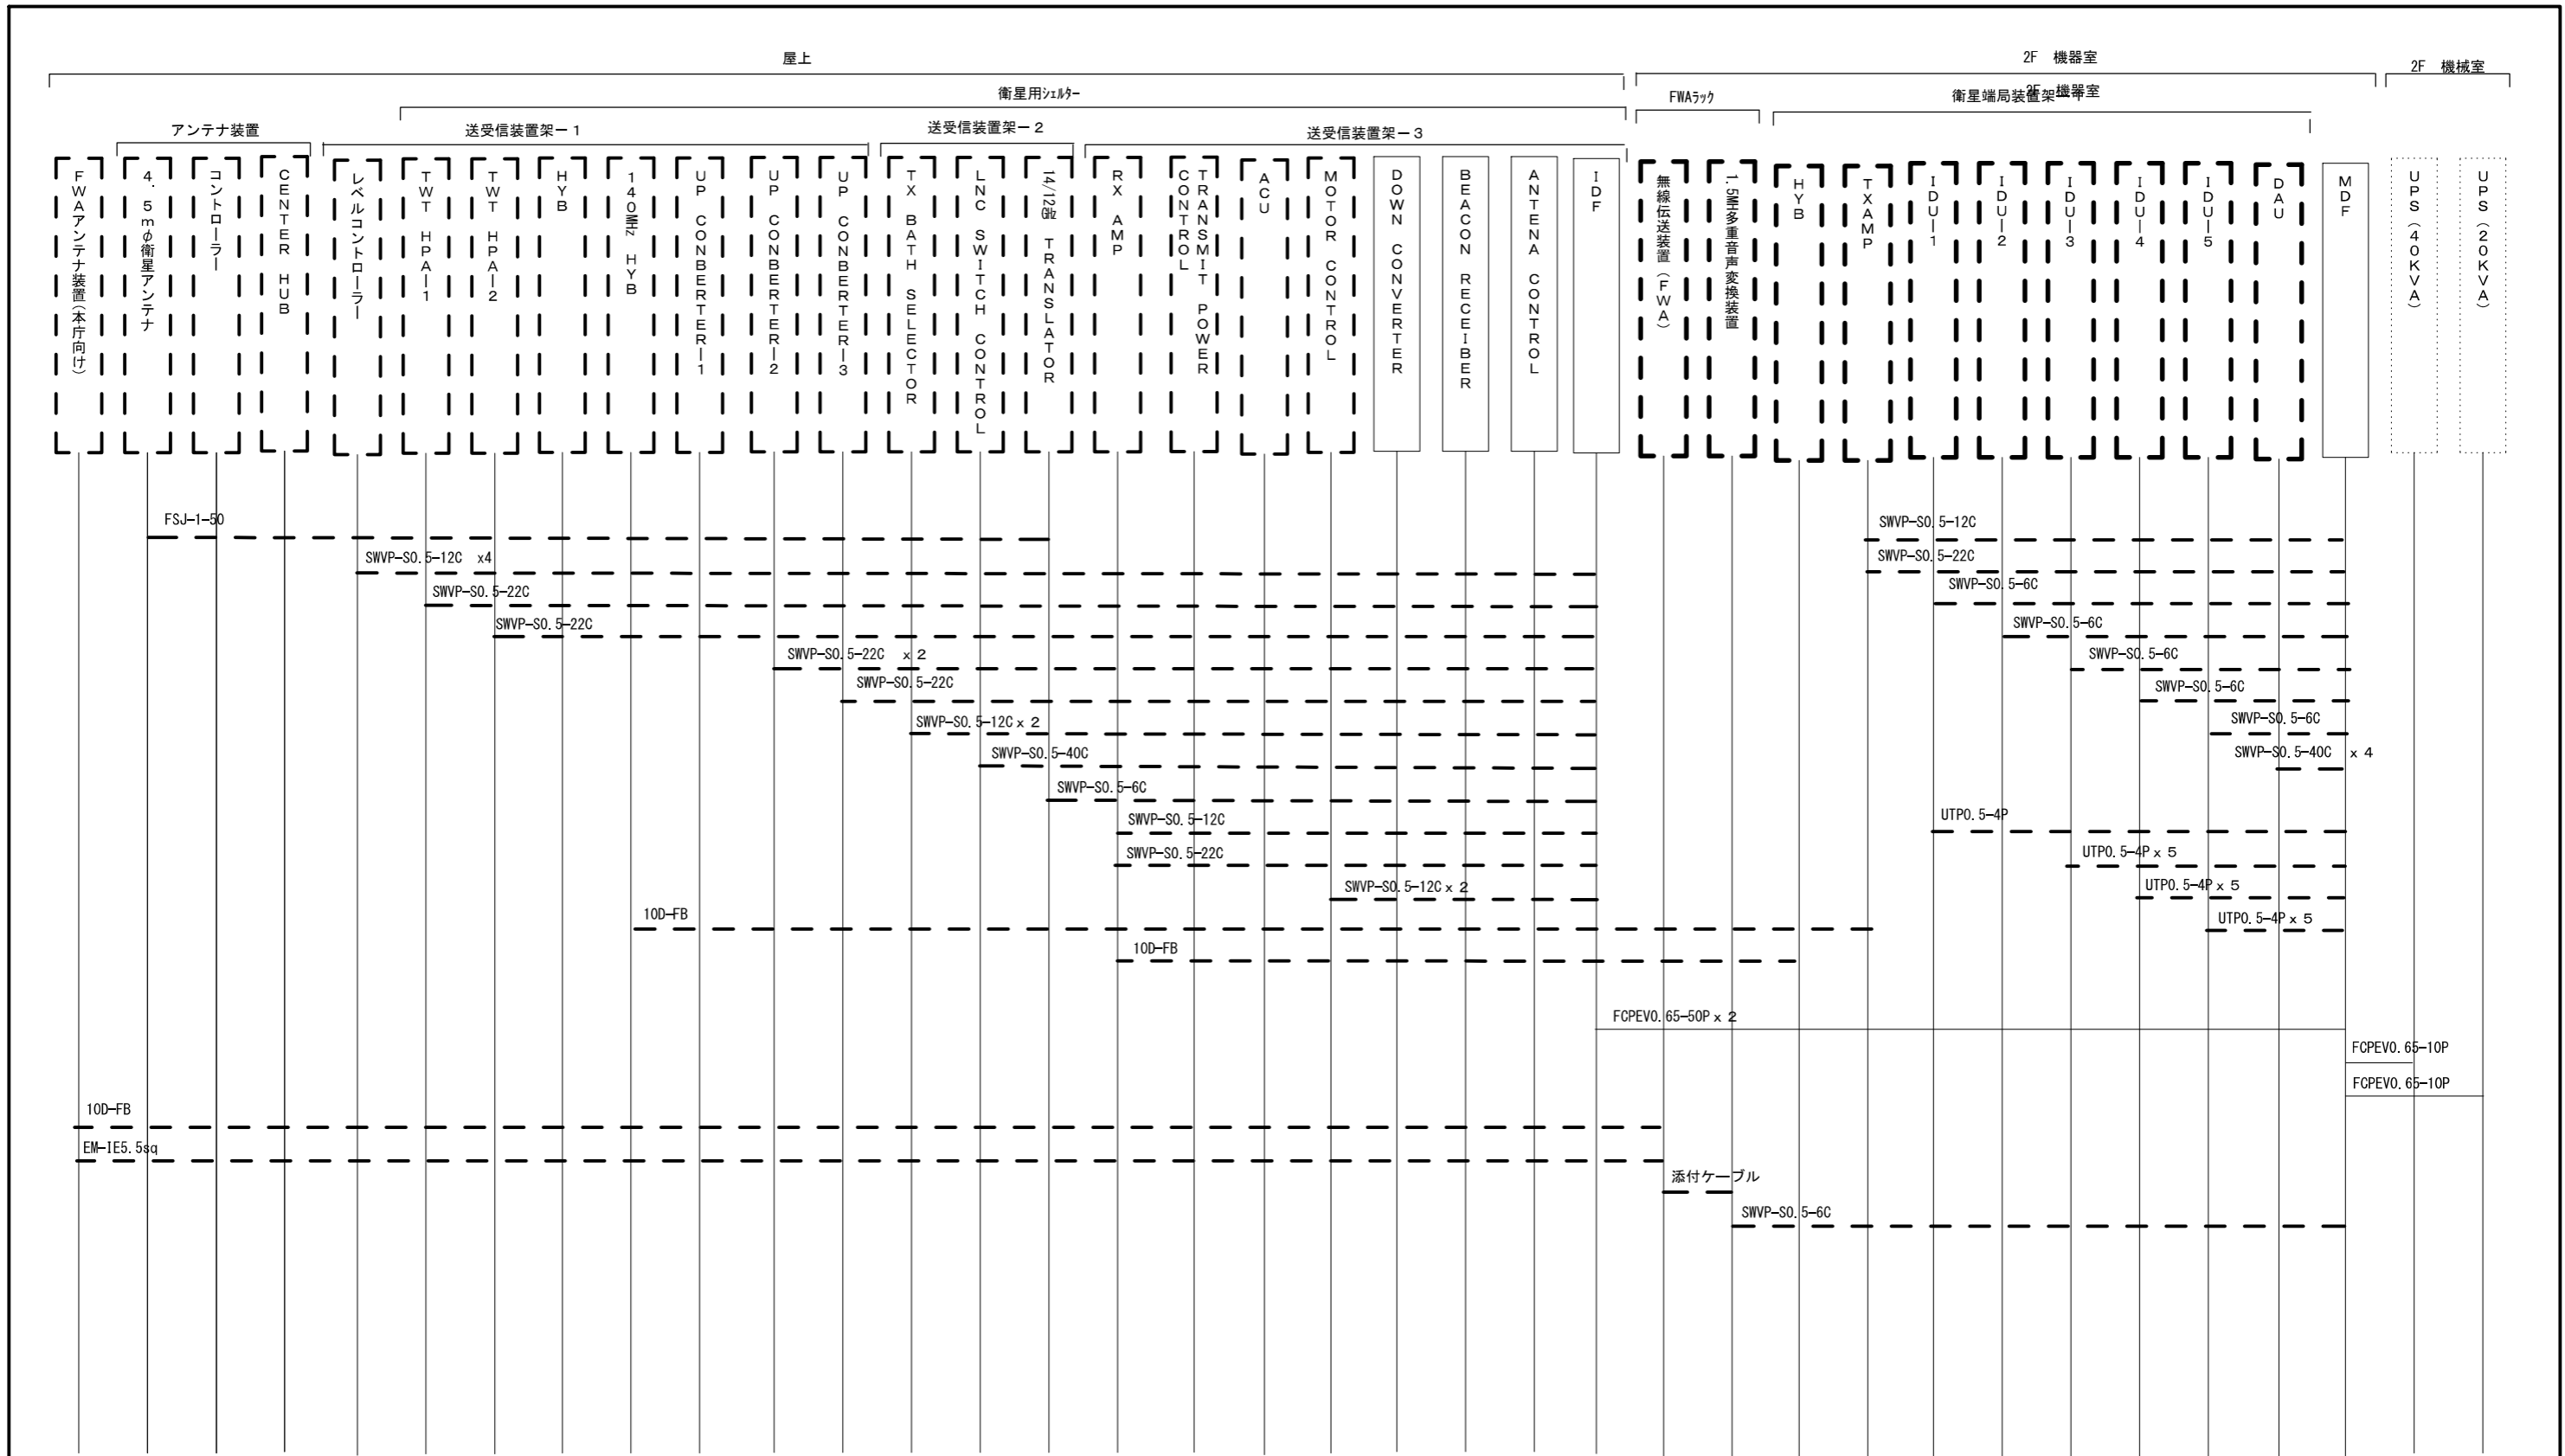 屋上
2F 機器室
2F 機械室
衛星用ｼｪﾙﾀｰ
FWAﾗｯｸ
2F 機器室
アンテナ装置
送受信装置架－1
送受信装置架－2
送受信装置架－3
FWAアンテナ装置(本庁向け)
4.5mφ衛星アンテナ
コントローラー
CENTER HUB
レベルコントローラー
TWT HPA－1
TWT HPA－2
HYB
140MHz HYB
UP CONBERTER－1
UP CONBERTER－2
UP CONBERTER－3
TX BATH SELECTOR
LNC SWITCH CONTROL
14/12GHz TRANSLATOR
RX AMP
TRANSMIT POWER
CONTROL
ACU
MOTOR CONTROL
DOWN CONVERTER
BEACON RECEIBER
ANTENA CONTROL
IDF
無線伝送装置(FWA)
1.5M多重音声変換装置
HYB
TXAMP
IDU－1
IDU－2
IDU－3
IDU－4
IDU－5
DAU
MDF
UPS(40KVA)
UPS(20KVA)
FSJ-1-50
SWVP-S0.5-12C
SWVP-S0.5-12C x4
SWVP-S0.5-22C
SWVP-S0.5-22C
SWVP-S0.5-6C
SWVP-S0.5-22C
SWVP-S0.5-6C
SWVP-S0.5-22C x 2
SWVP-S0.5-6C
SWVP-S0.5-22C
SWVP-S0.5-6C
SWVP-S0.5-12C x 2
SWVP-S0.5-6C
SWVP-S0.5-40C
SWVP-S0.5-40C x 4
SWVP-S0.5-6C
SWVP-S0.5-12C
UTP0.5-4P
SWVP-S0.5-22C
UTP0.5-4P x 5
SWVP-S0.5-12C x 2
UTP0.5-4P x 5
10D-FB
UTP0.5-4P x 5
10D-FB
FCPEV0.65-50P x 2
FCPEV0.65-10P
FCPEV0.65-10P
10D-FB
EM-IE5.5sq
添付ケーブル
SWVP-S0.5-6C